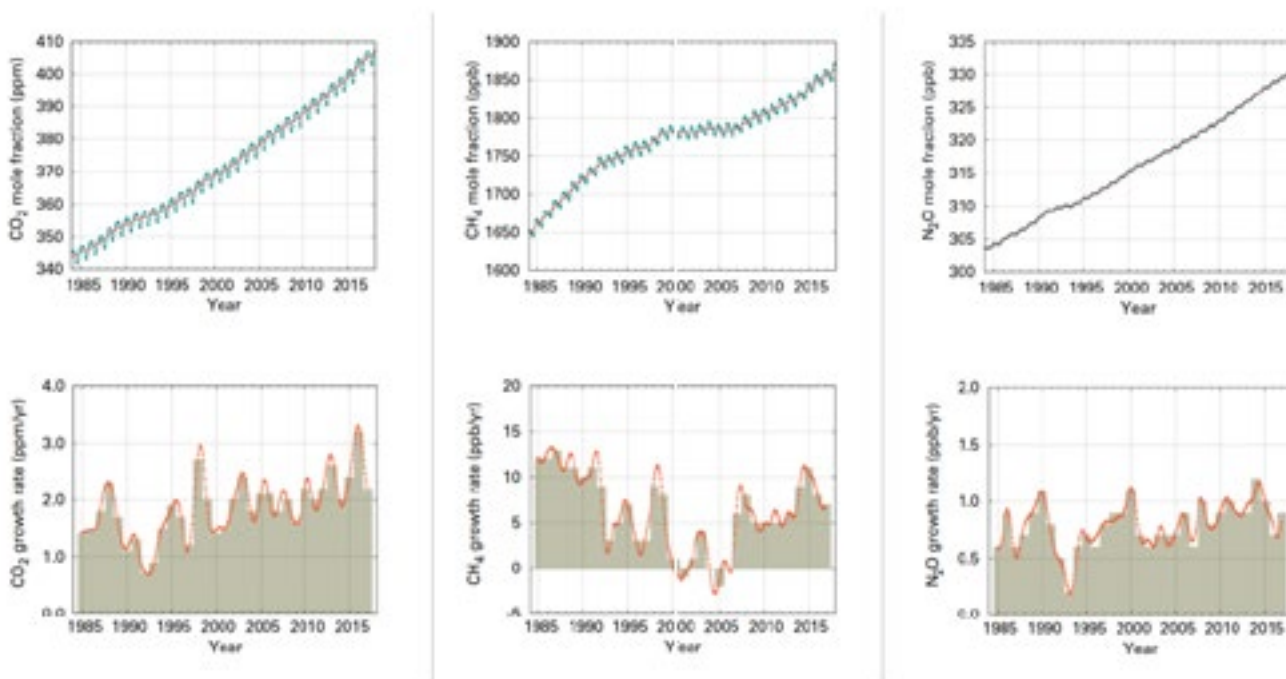 CO2 mole fraction (ppm)
410
400
390
380
370
360
350
340
1985 1990 1995 2000 2005 2010 2015
Year
CH4 mole fraction (ppb)
1900
1850
1800
1750
1700
1650
1600
1985 1990 1995 2000 2005 2010 2015
Year
N2O mole fraction (ppb)
335
330
325
320
315
310
305
300
1985 1990 1995 2000 2005 2010 2015
Year
CO2 growth rate (ppm/yr)
4.0
3.0
2.0
1.0
0.0
1985 1990 1995 2000 2005 2010 2015
Year
CH4 growth rate (ppb/yr)
20
15
10
5
0
-5
1985 1990 1995 2000 2005 2010 2015
Year
N2O growth rate (ppb/yr)
2.0
1.5
1.0
0.5
0.0
1985 1990 1995 2000 2005 2010 2015
Year